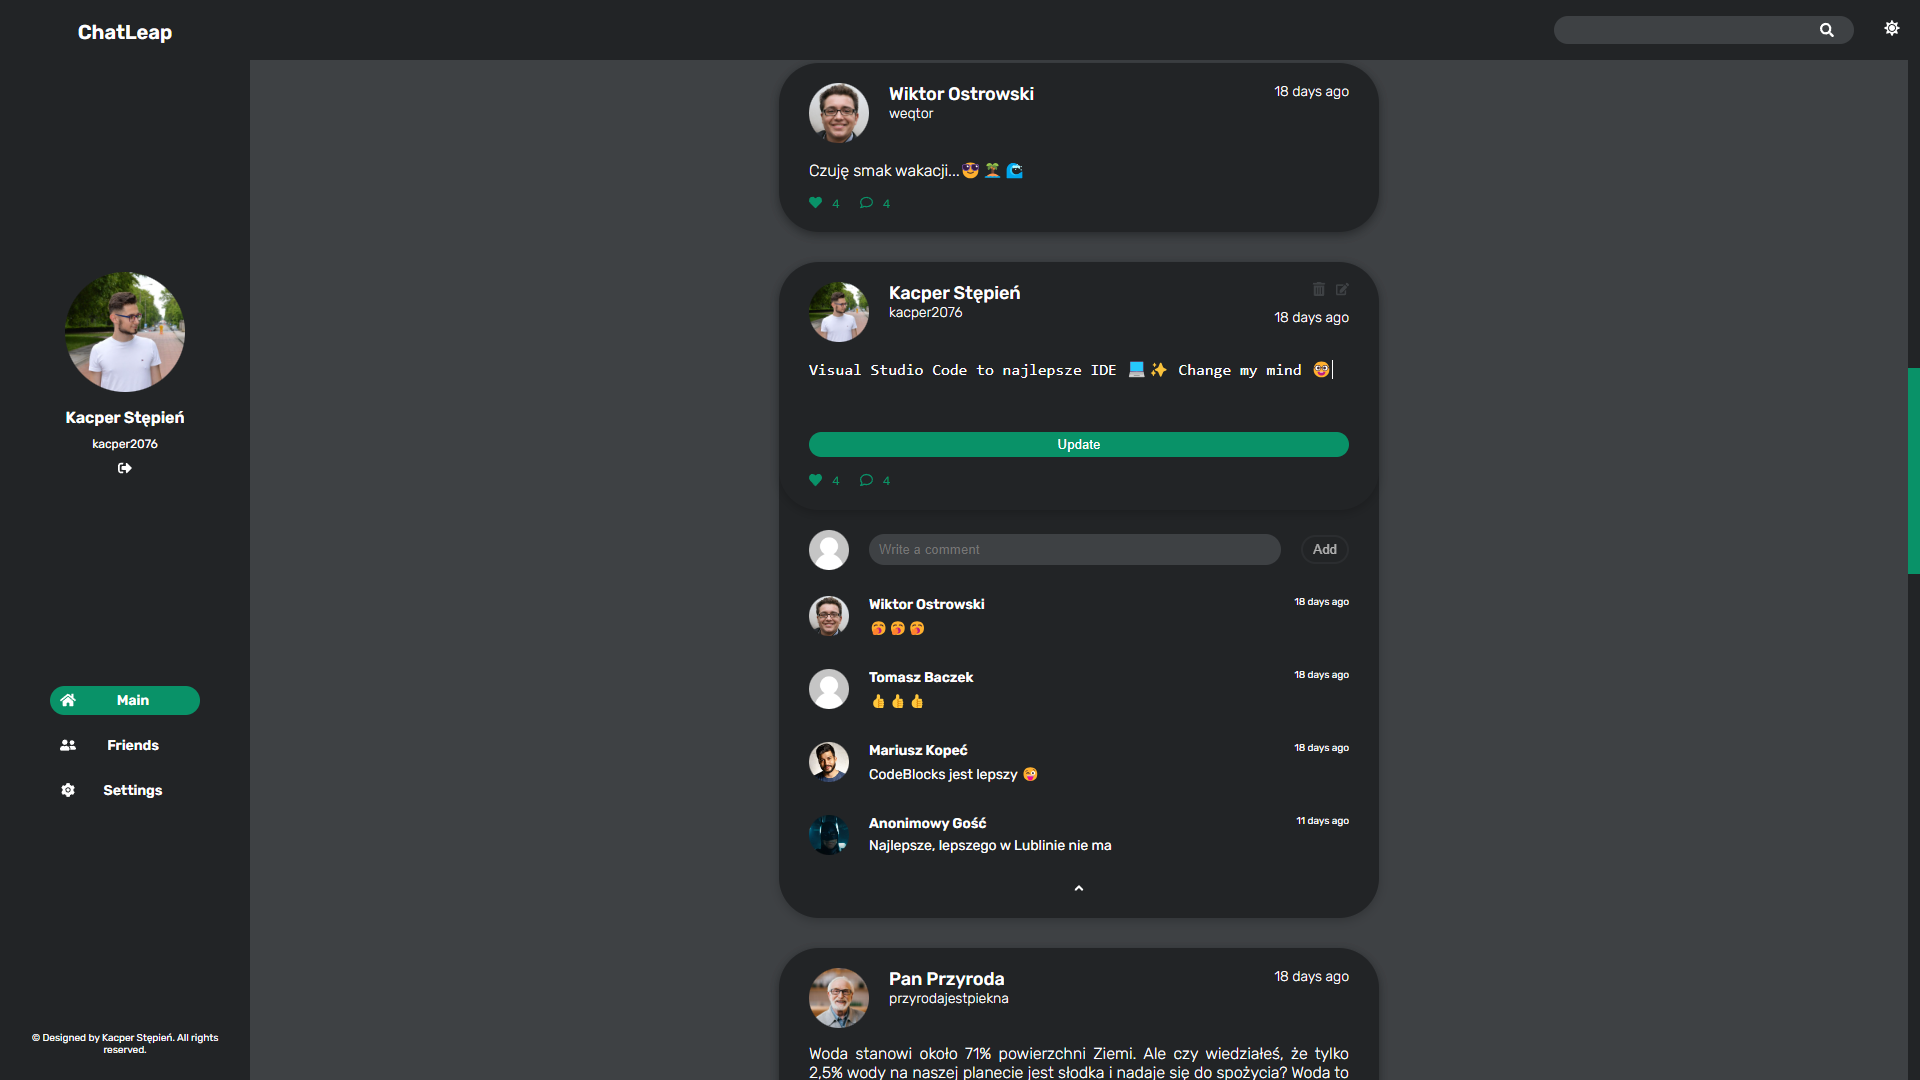 ChatLeap
Wiktor Ostrowski
weqtor
18 days ago
Czuję smak wakacji...😎 🏝️ 🌊
4 4
Kacper Stępień
kacper2076
Main
Friends
Settings
© Designed by Kacper Stępień. All rights
reserved.
Kacper Stępień
kacper2076
18 days ago
Visual Studio Code to najlepsze IDE 💻✨ Change my mind 🤓
Update
4 4
Write a comment
Add
Wiktor Ostrowski
18 days ago
🥱🥱🥱
Tomasz Baczek
18 days ago
👍👍👍
Mariusz Kopeć
18 days ago
CodeBlocks jest lepszy 😜
Anonimowy Gość
11 days ago
Najlepsze, lepszego w Lublinie nie ma
Pan Przyroda
przyrodajestpiekna
18 days ago
Woda stanowi około 71% powierzchni Ziemi. Ale czy wiedziałeś, że tylko
2,5% wody na naszej planecie jest słodka i nadaje się do spożycia? Woda to